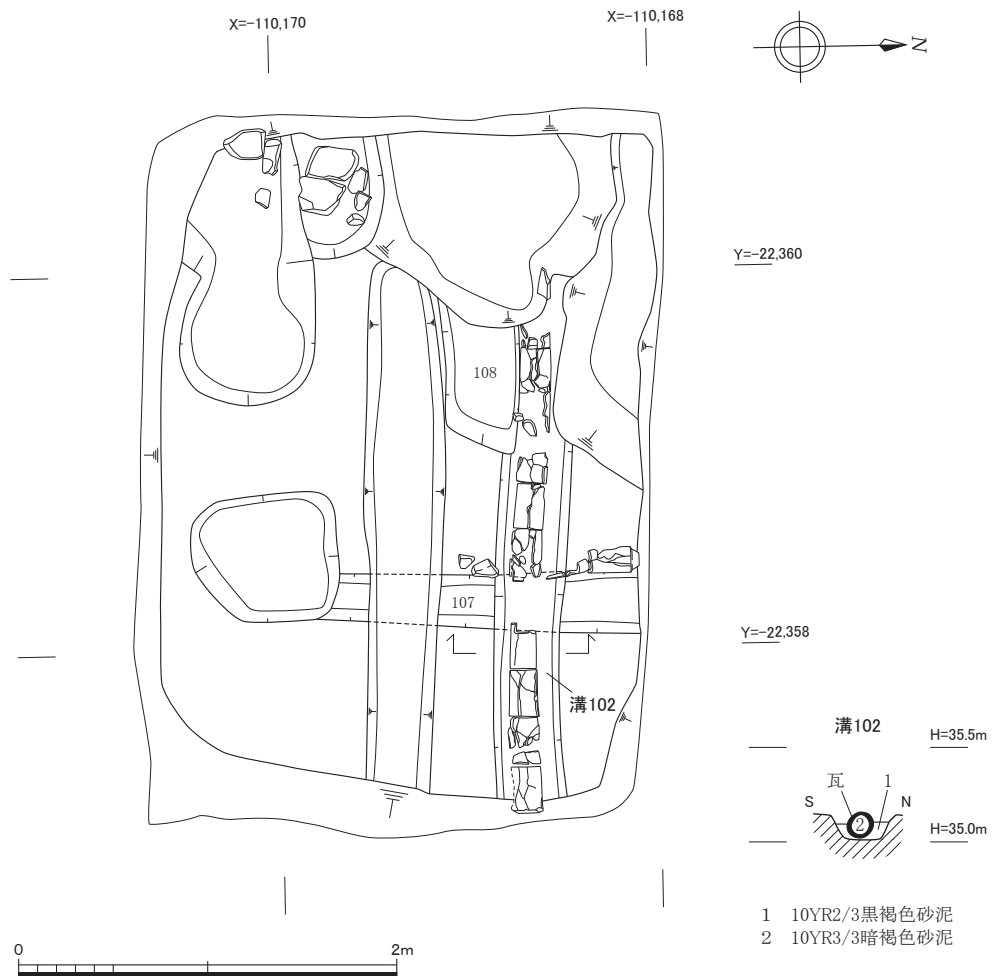 X=-110,170
X=-110,168
N
Y=-22,360
108
107
Y=-22,358
溝102
溝102
H=35.5m
瓦
1
S
N
2
H=35.0m
1 10YR2/3黒褐色砂泥
2 10YR3/3暗褐色砂泥
0
2m